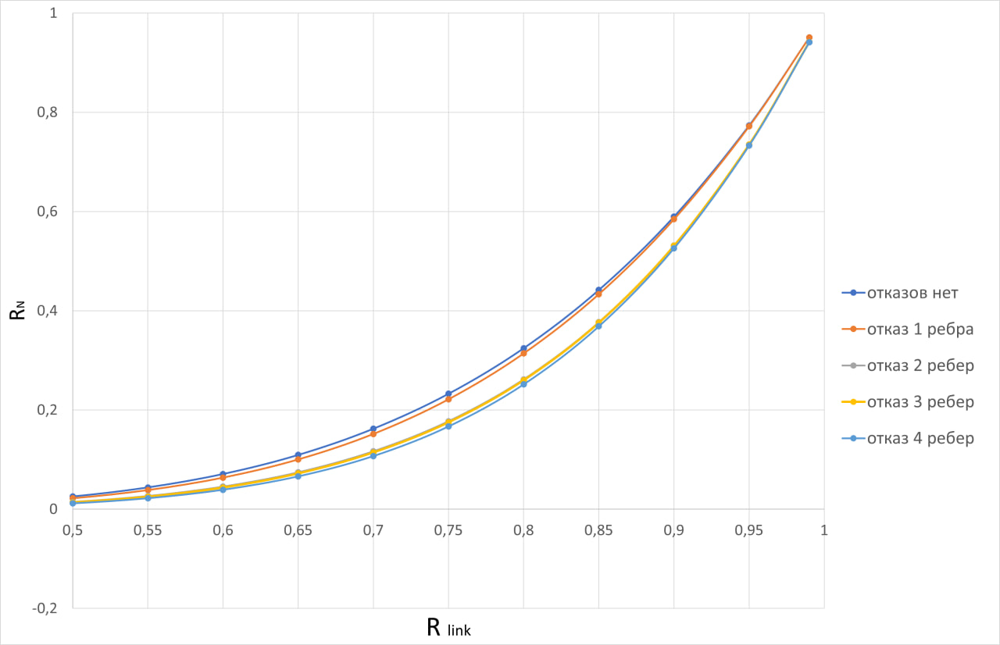 1
0,8
0,6
0,4
0,2
0
-0,2
0,5 0,55 0,6 0,65 0,7 0,75 0,8 0,85 0,9 0,95 1
RN
R link
отказов нет
отказ 1 ребра
отказ 2 ребер
отказ 3 ребер
отказ 4 ребер